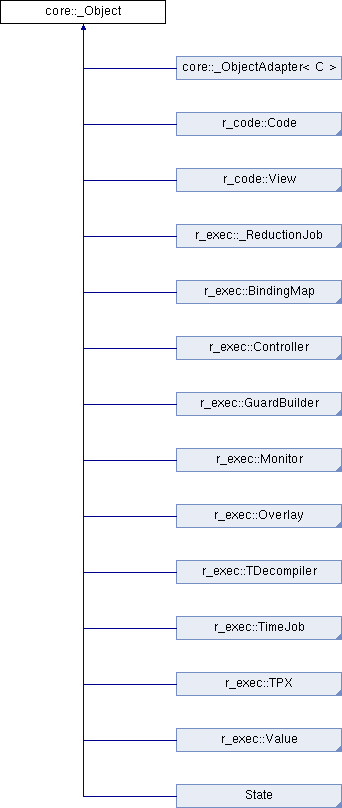 core::_Object
core::_ObjectAdapter< C >
r_code::Code
r_code::View
r_exec::_ReductionJob
r_exec::BindingMap
r_exec::Controller
r_exec::GuardBuilder
r_exec::Monitor
r_exec::Overlay
r_exec::TDecompiler
r_exec::TimeJob
r_exec::TPX
r_exec::Value
State